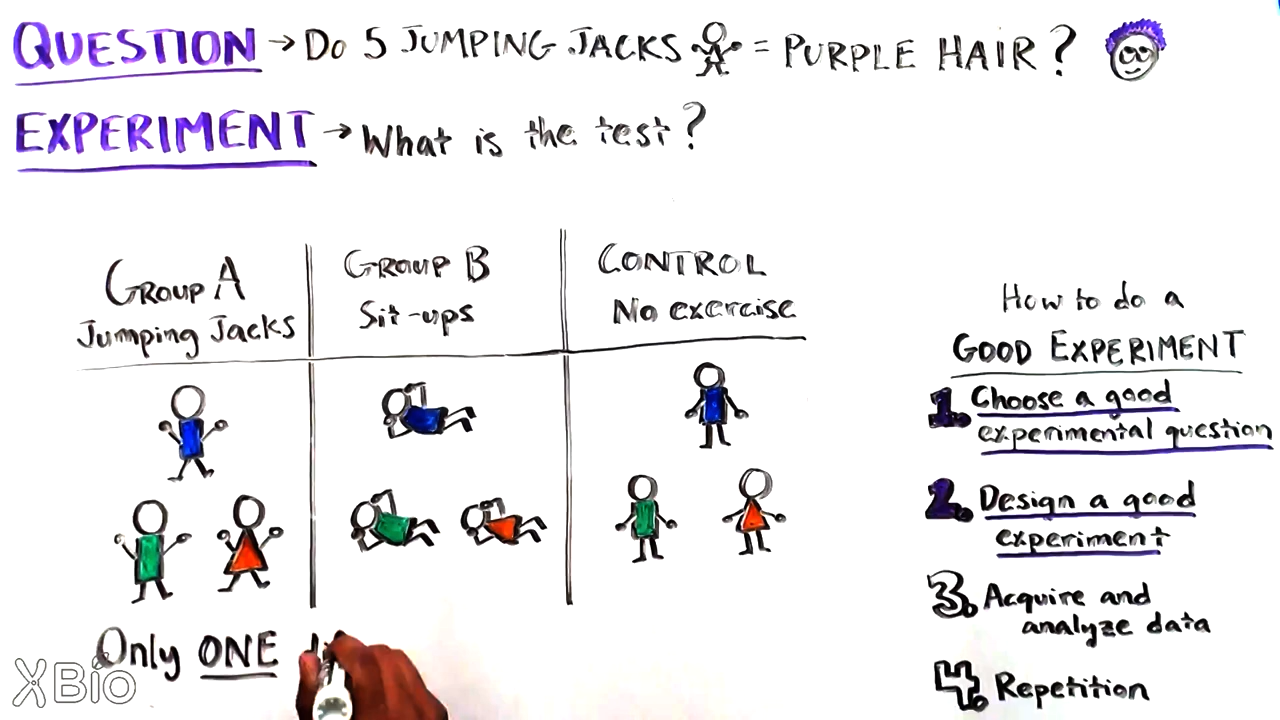 QUESTION → Do 5 JUMPING JACKS = PURPLE HAIR?
EXPERIMENT → What is the test?
GROUP A
Jumping Jacks
GROUP B
Sit-ups
CONTROL
No exercise
Only ONE
How to do a
GOOD EXPERIMENT
1. Choose a good
experimental question
2. Design a good
experiment
3. Acquire and
analyze data
4. Repetition
XBio